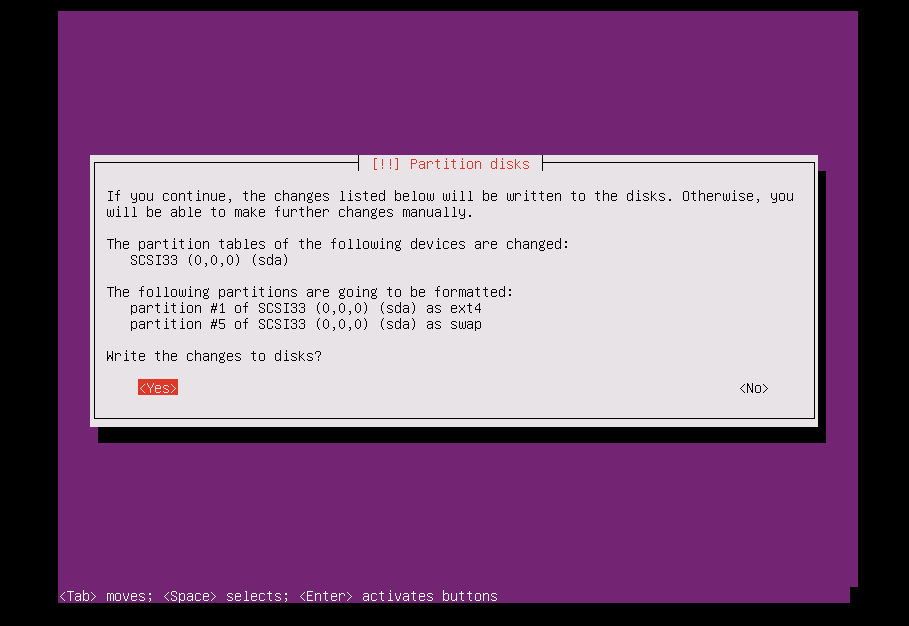 [!!] Partition disks
If you continue, the changes listed below will be written to the disks. Otherwise, you
will be able to make further changes manually.
The partition tables of the following devices are changed:
SCSI33 (0,0,0) (sda)
The following partitions are going to be formatted:
partition #1 of SCSI33 (0,0,0) (sda) as ext4
partition #5 of SCSI33 (0,0,0) (sda) as swap
Write the changes to disks?
<Yes> <No>
<Tab> moves; <Space> selects; <Enter> activates buttons